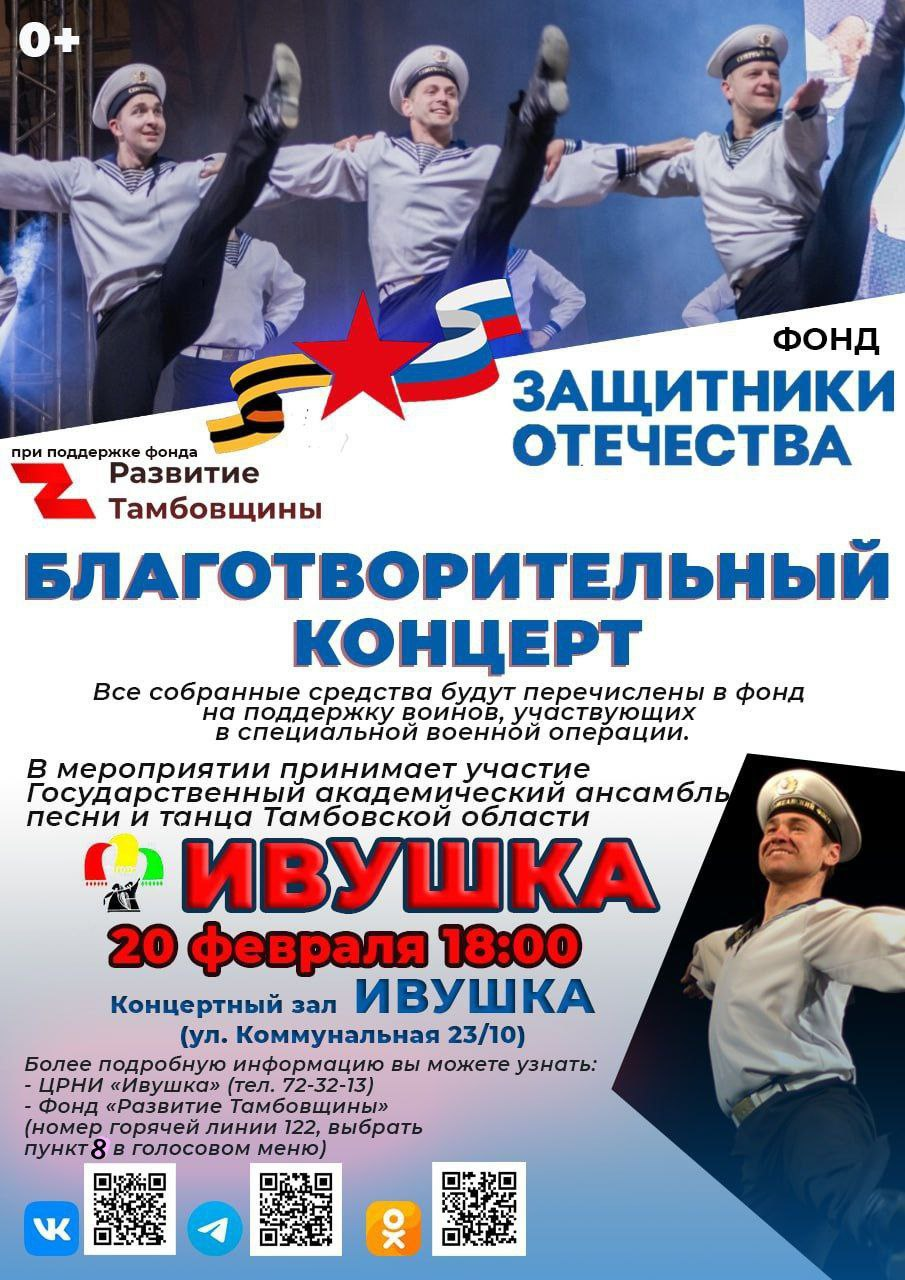 0+
ФОНД
ЗАЩИТНИКИ
ОТЕЧЕСТВА
при поддержке фонда
Развитие
Тамбовщины
БЛАГОТВОРИТЕЛЬНЫЙ
КОНЦЕРТ
Все собранные средства будут перечислены в фонд
на поддержку воинов, участвующих
в специальной военной операции.
В мероприятии принимает участие
Государственный академический ансамбль
песни и танца Тамбовской области
ИВУШКА
20 февраля 18:00
Концертный зал ИВУШКА
(ул. Коммунальная 23/10)
Более подробную информацию вы можете узнать:
- ЦРНИ «Ивушка» (тел. 72-32-13)
- Фонд «Развитие Тамбовщины»
(номер горячей линии 122, выбрать
пункт 8 в голосовом меню)